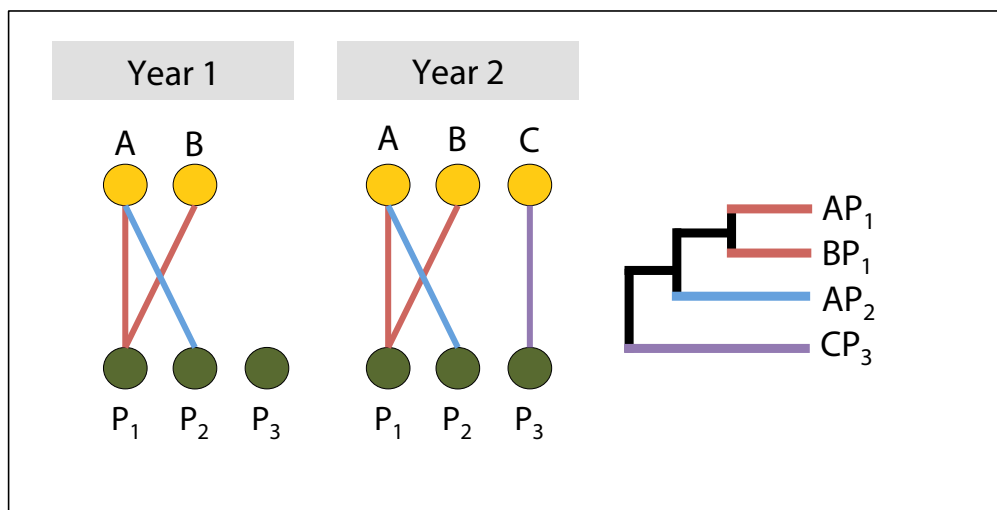 Year 1
Year 2
A B
A B C
P₁ P₂ P₃
P₁ P₂ P₃
AP₁
BP₁
AP₂
CP₃